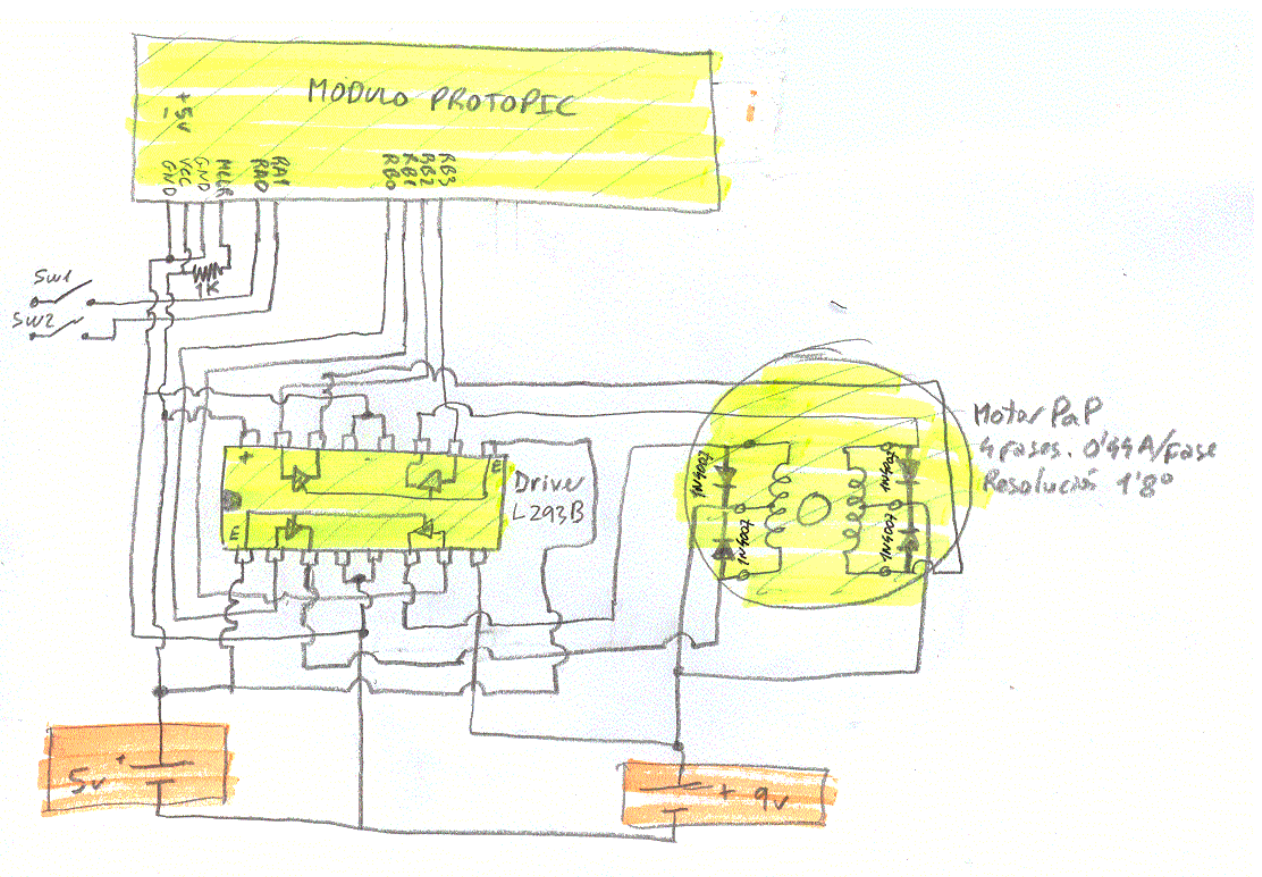 MODULO PROTOPIC
+5v
-
GND
VCC
GND
MCLR
RA0
RA1
RB0
RB1
RB2
RB3
SW1
SW2
1K
+
E
E
Driver
L293B
1N4007
1N4007
1N4007
1N4007
Motor PaP
4 fases. 0'44A/fase
Resolución 1'8º
5v
+
+ 9v